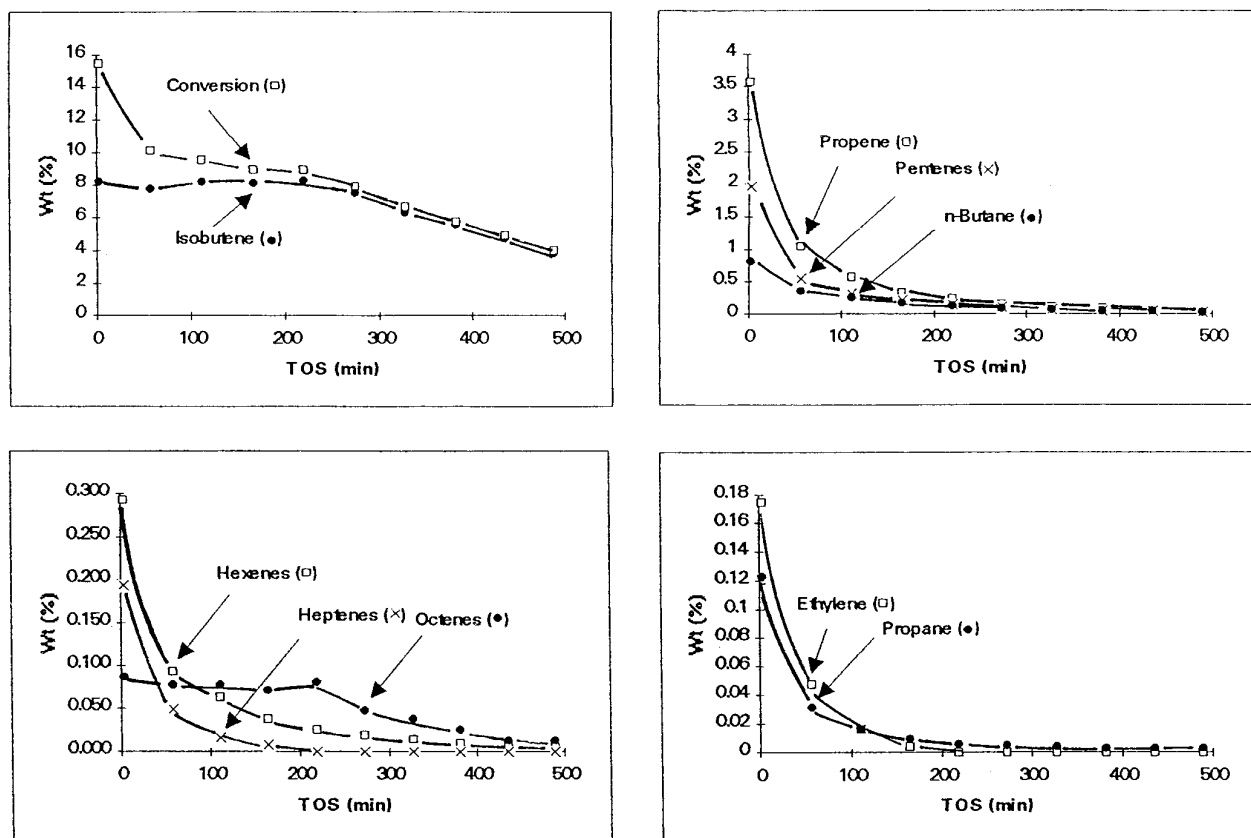 16
14
12
10
8
6
4
2
0
Wt (%)
Conversion (□)
Isobutene (●)
0 100 200 300 400 500
TOS (min)
4
3.5
3
2.5
2
1.5
1
0.5
0
Wt (%)
Propene (□)
Pentenes (×)
n-Butane (●)
0 100 200 300 400 500
TOS (min)
0.300
0.250
0.200
0.150
0.100
0.050
0.000
Wt (%)
Hexenes (□)
Heptenes (×)
Octenes (●)
0 100 200 300 400 500
TOS (min)
0.18
0.16
0.14
0.12
0.1
0.08
0.06
0.04
0.02
0
Wt (%)
Ethylene (□)
Propane (●)
0 100 200 300 400 500
TOS (min)